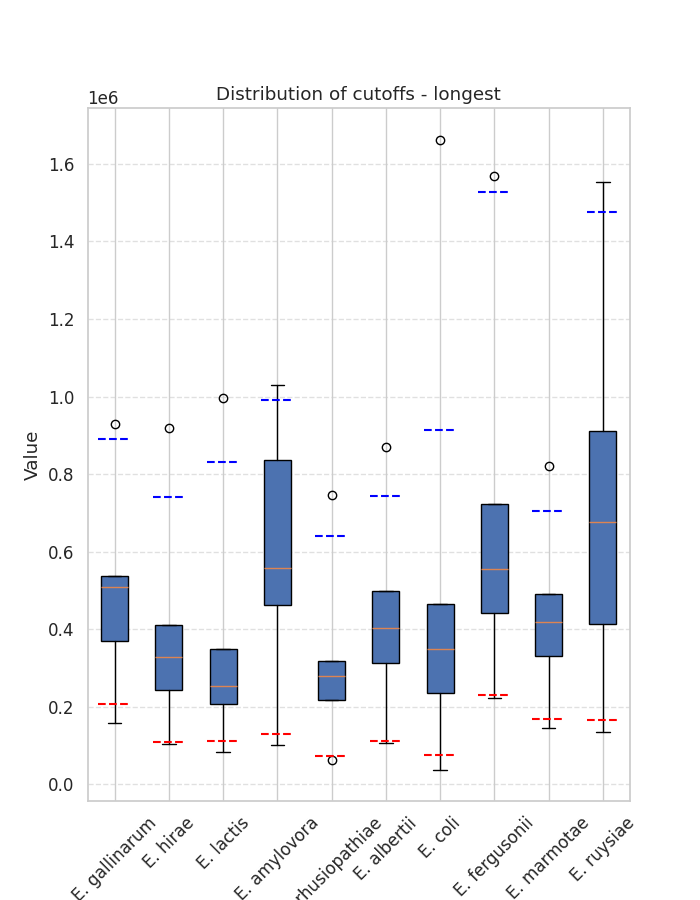 1e6
Distribution of cutoffs - longest
Value
1.6
1.4
1.2
1.0
0.8
0.6
0.4
0.2
0.0
E. gallinarum
E. hirae
E. lactis
E. amylovora
rhusiopathiae
E. albertii
E. coli
E. fergusonii
E. marmotae
E. ruysiae